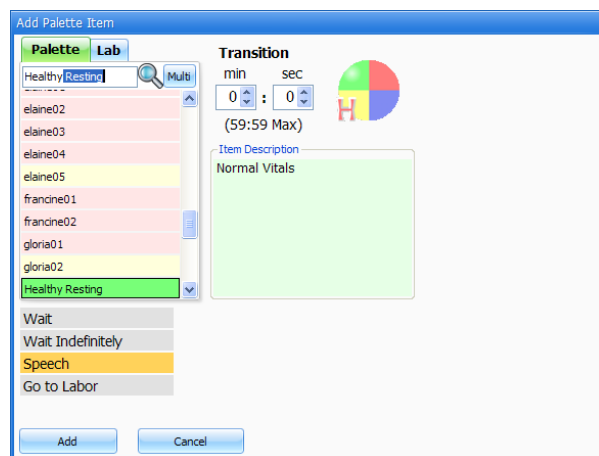 Add Palette Item
Palette Lab
Healthy Resting Multi
elaine02
elaine03
elaine04
elaine05
francine01
francine02
gloria01
gloria02
Healthy Resting
Wait
Wait Indefinitely
Speech
Go to Labor
Add Cancel
Transition
min sec
0 : 0
(59:59 Max)
H
Item Description
Normal Vitals